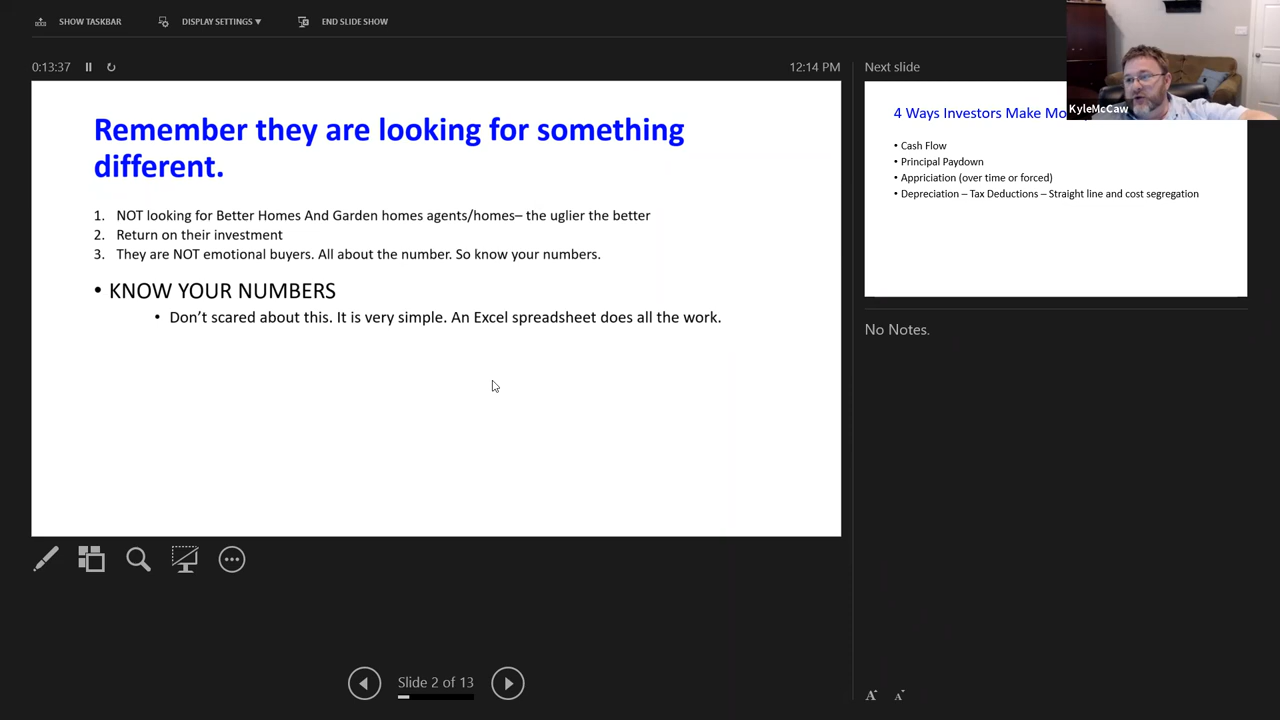 SHOW TASKBAR
DISPLAY SETTINGS ▼
END SLIDE SHOW
0:13:37
12:14 PM
Remember they are looking for something
different.
1. NOT looking for Better Homes And Garden homes agents/homes– the uglier the better
2. Return on their investment
3. They are NOT emotional buyers. All about the number. So know your numbers.
• KNOW YOUR NUMBERS
• Don’t scared about this. It is very simple. An Excel spreadsheet does all the work.
Slide 2 of 13
Next slide
KyleMcCaw
4 Ways Investors Make
• Cash Flow
• Principal Paydown
• Appriciation (over time or forced)
• Depreciation – Tax Deductions – Straight line and cost segregation
No Notes.
A A